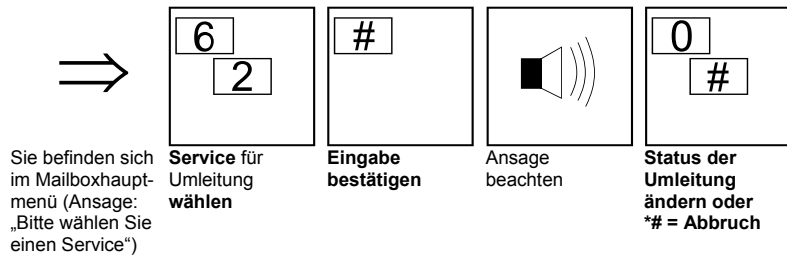 6
2
#
0
#
Sie befinden sich
im Mailboxhaupt-
menü (Ansage:
„Bitte wählen Sie
einen Service“)
Service für
Umleitung
wählen
Eingabe
bestätigen
Ansage
beachten
Status der
Umleitung
ändern oder
*# = Abbruch